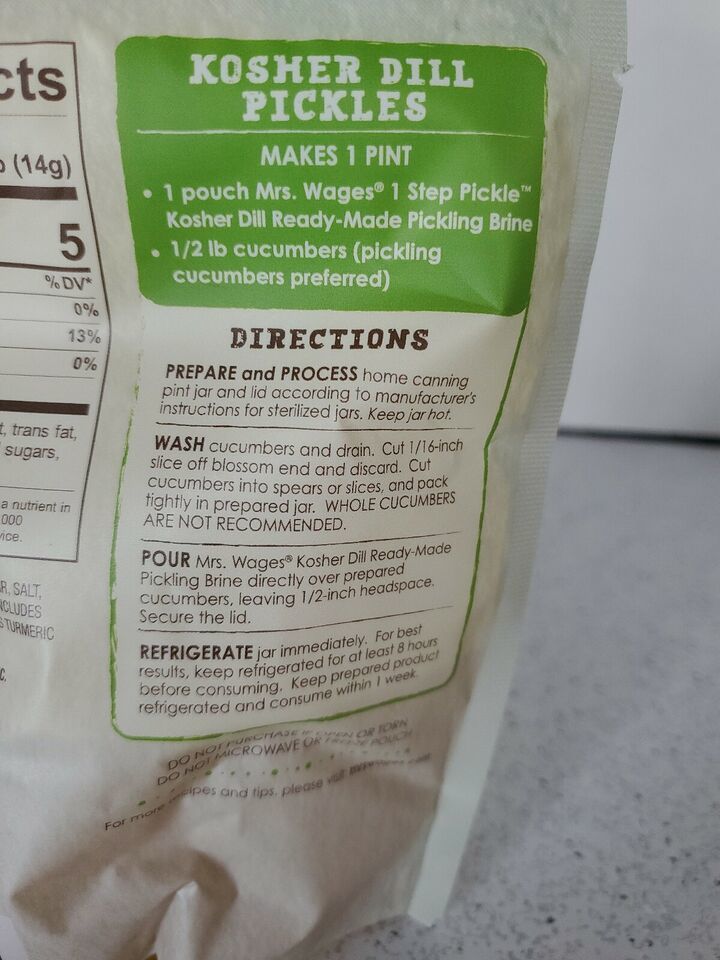 cts
(14g)
5
% DV*
0%
13%
0%
t, trans fat,
sugars,
a nutrient in
000
vice.
R, SALT,
NCLUDES
TURMERIC
C.
KOSHER DILL
PICKLES
MAKES 1 PINT
• 1 pouch Mrs. Wages® 1 Step Pickle™
Kosher Dill Ready-Made Pickling Brine
• 1/2 lb cucumbers (pickling
cucumbers preferred)
DIRECTIONS
PREPARE and PROCESS home canning
pint jar and lid according to manufacturer's
instructions for sterilized jars. Keep jar hot.
WASH cucumbers and drain. Cut 1/16-inch
slice off blossom end and discard. Cut
cucumbers into spears or slices, and pack
tightly in prepared jar. WHOLE CUCUMBERS
ARE NOT RECOMMENDED.
POUR Mrs. Wages® Kosher Dill Ready-Made
Pickling Brine directly over prepared
cucumbers, leaving 1/2-inch headspace.
Secure the lid.
REFRIGERATE jar immediately. For best
results, keep refrigerated for at least 8 hours
before consuming. Keep prepared product
refrigerated and consume within 1 week.
DO NOT PURCHASE IF OPEN OR TORN
DO NOT MICROWAVE OR FREEZE POUCH
For more recipes and tips, please visit